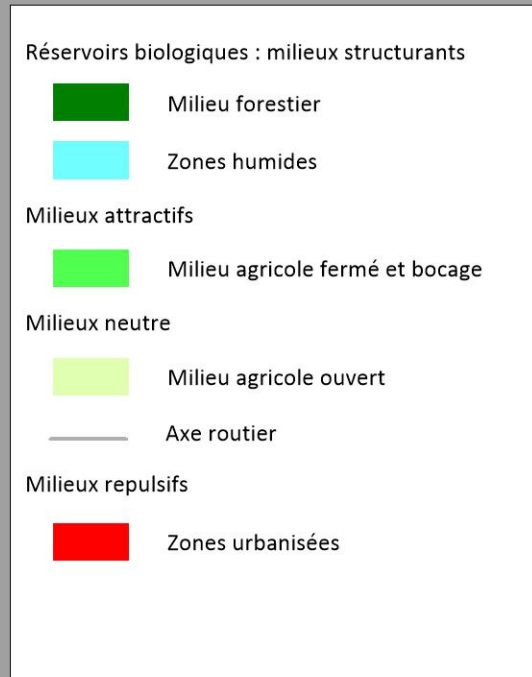 Réservoirs biologiques : milieux structurants
Milieu forestier
Zones humides
Milieux attractifs
Milieu agricole fermé et bocage
Milieux neutre
Milieu agricole ouvert
Axe routier
Milieux repulsifs
Zones urbanisées